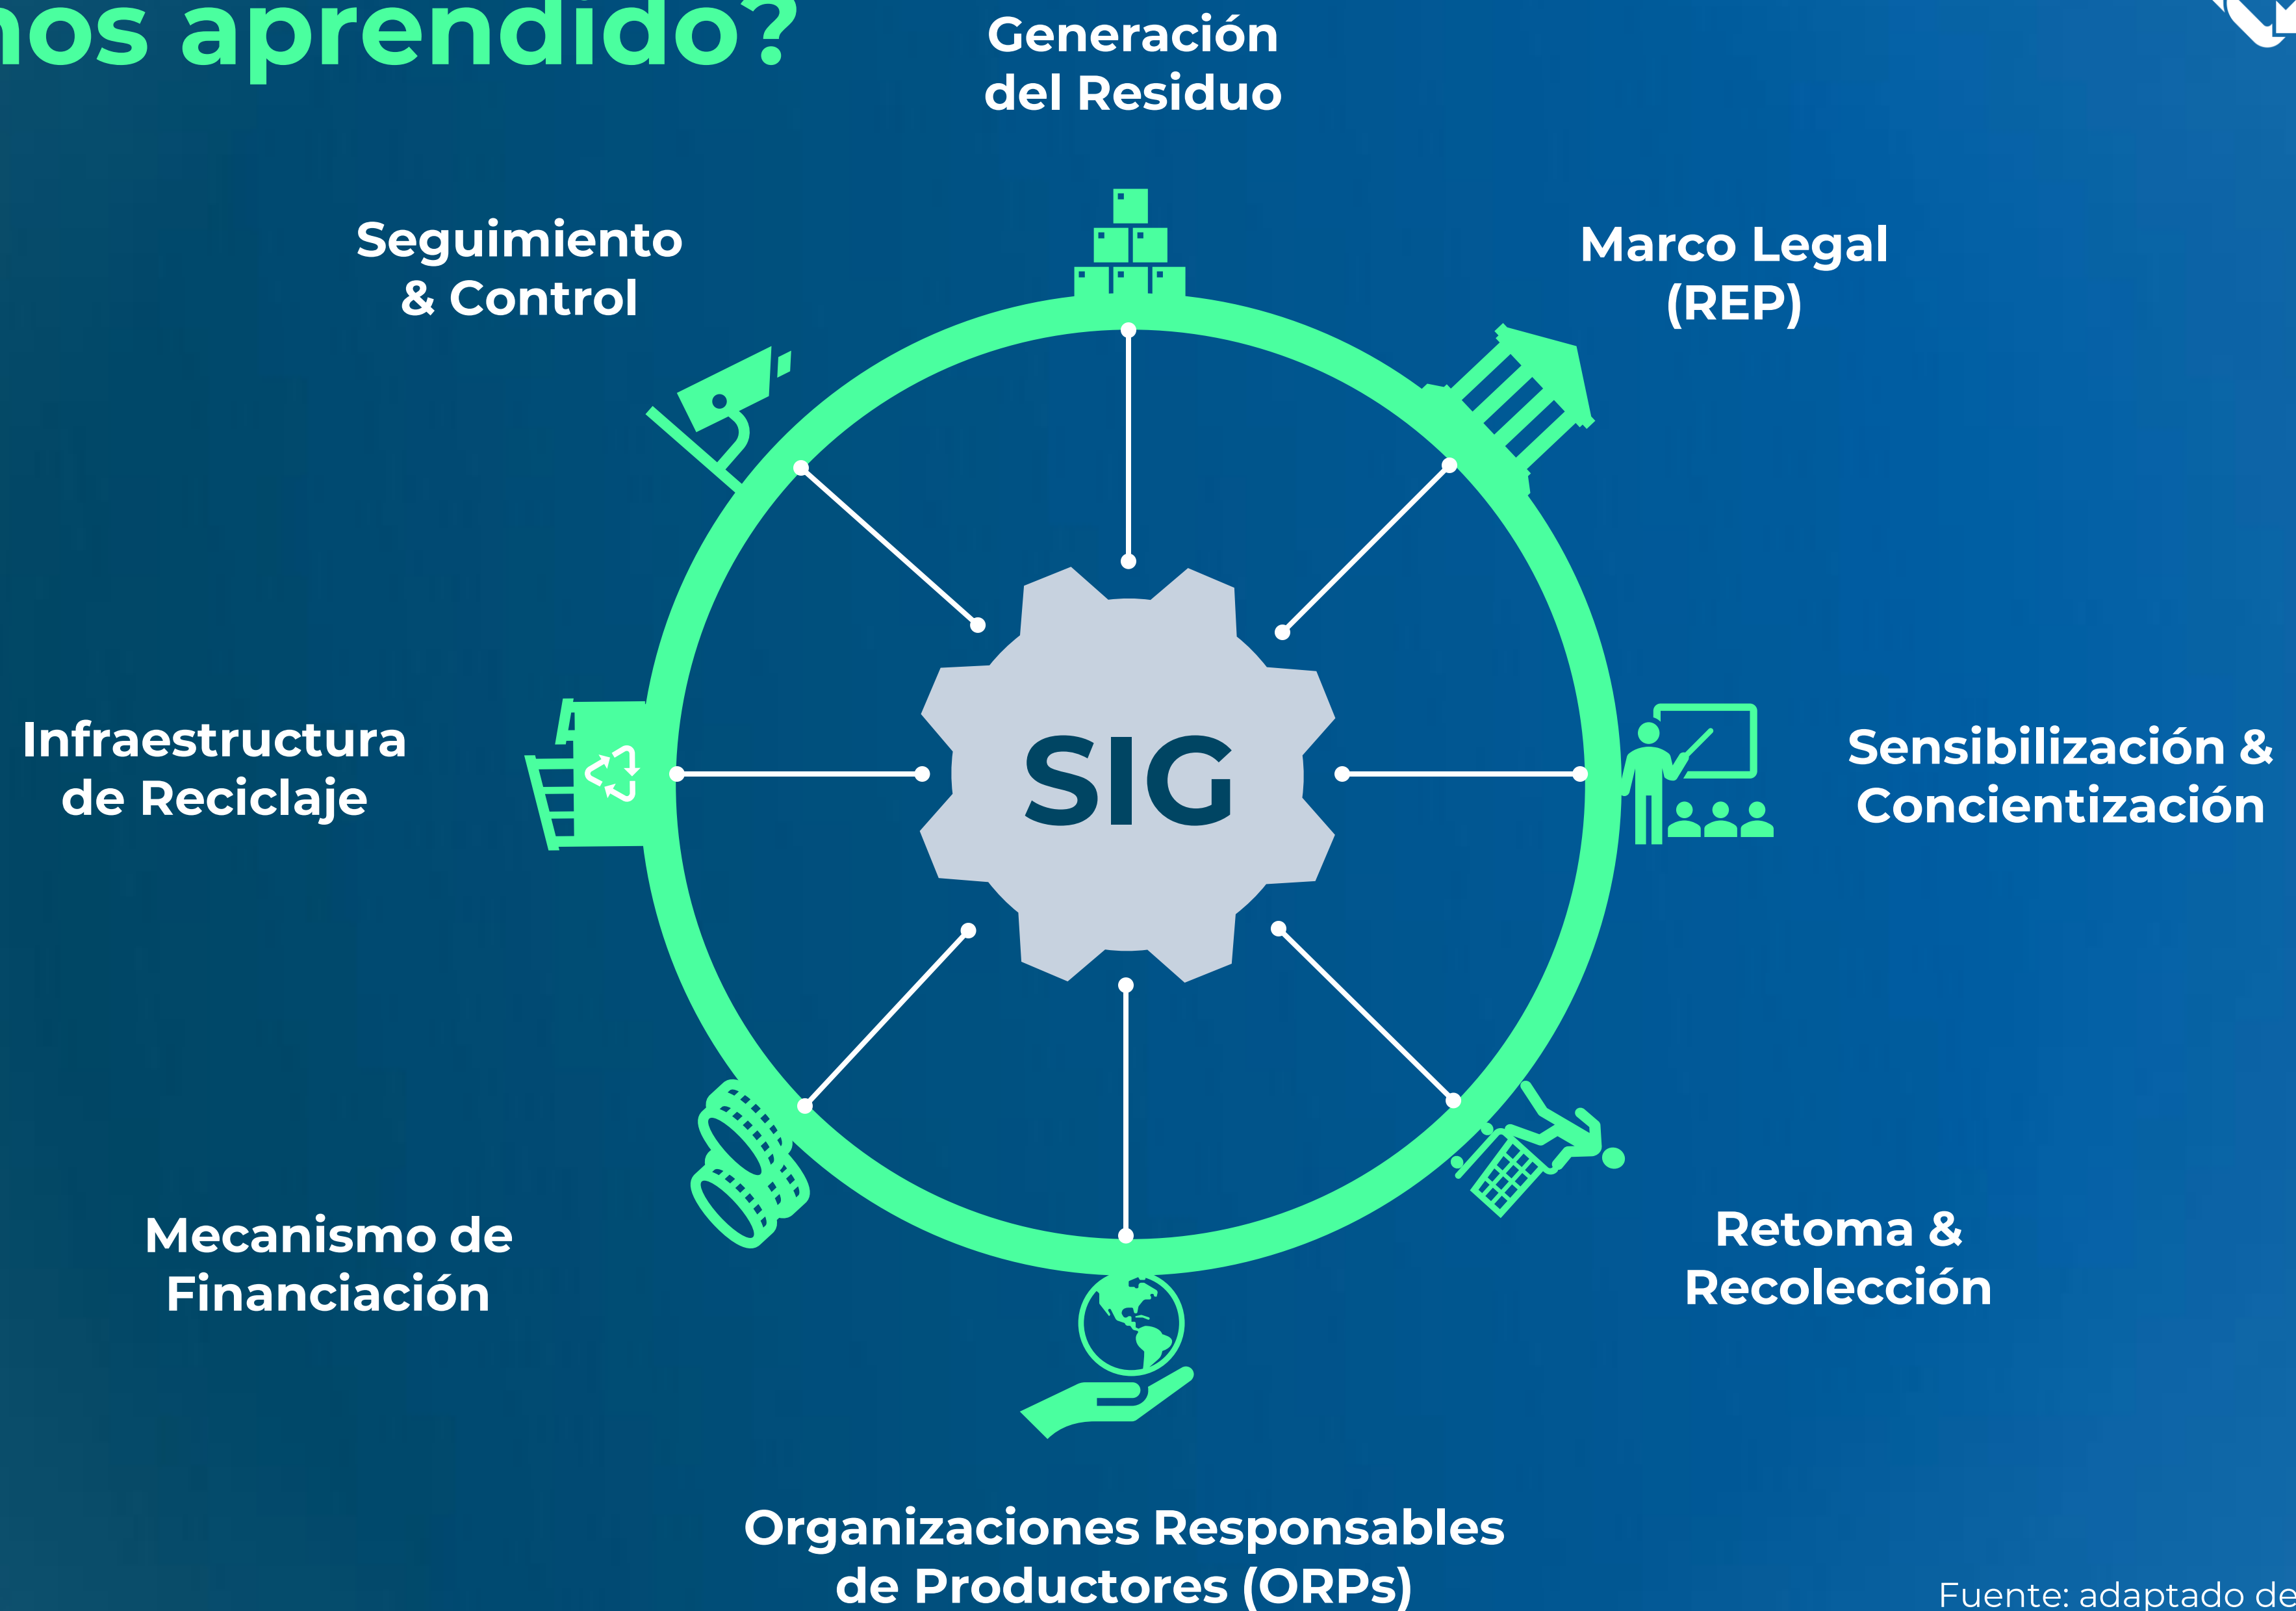 aprendido?
Generación
del Residuo
Seguimiento
& Control
Marco Legal
(REP)
Infraestructura
de Reciclaje
SIG
Sensibilización &
Concientización
Mecanismo de
Financiación
Retoma &
Recolección
Organizaciones Responsables
de Productores (ORPs)
Fuente: adaptado de